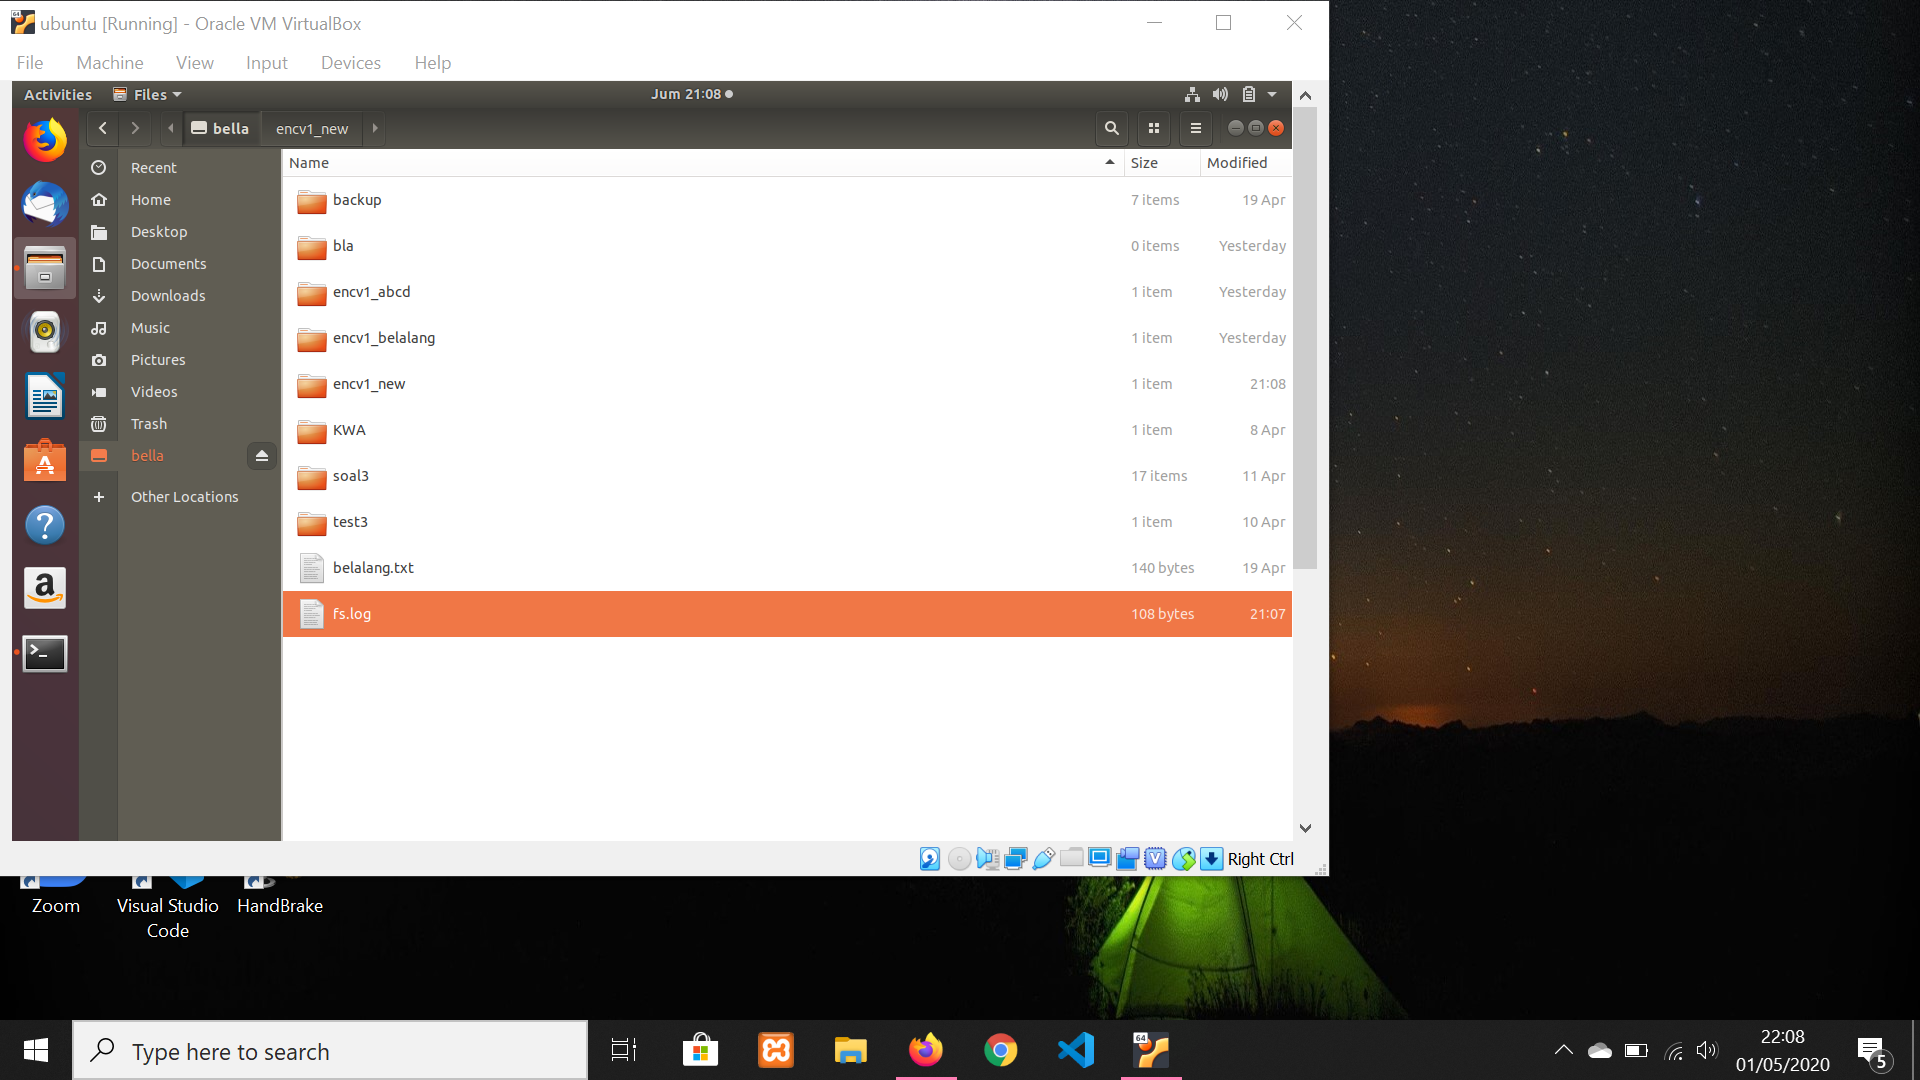 ubuntu [Running] - Oracle VM VirtualBox
File Machine View Input Devices Help
Activities Files Jum 21:08
bella encv1_new
Name Size Modified
Recent
Home
Desktop
Documents
Downloads
Music
Pictures
Videos
Trash
bella
Other Locations
backup 7 items 19 Apr
bla 0 items Yesterday
encv1_abcd 1 item Yesterday
encv1_belalang 1 item Yesterday
encv1_new 1 item 21:08
KWA 1 item 8 Apr
soal3 17 items 11 Apr
test3 1 item 10 Apr
belalang.txt 140 bytes 19 Apr
fs.log 108 bytes 21:07
Right Ctrl
Zoom
Visual Studio
Code
HandBrake
Type here to search
64
22:08
01/05/2020
5